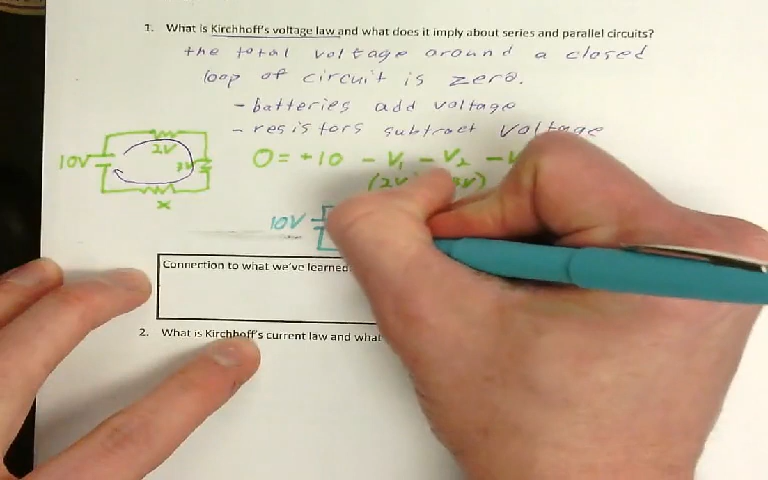 1. What is Kirchhoff's voltage law and what does it imply about series and parallel circuits?
the total voltage around a closed
loop of circuit is zero.
- batteries add voltage
- resistors subtract voltage
10V 2V 3V x
0 = +10 - V₁ - V₂ -
(2V)
10V
Connection to what we've learned
2. What is Kirchhoff's current law and what